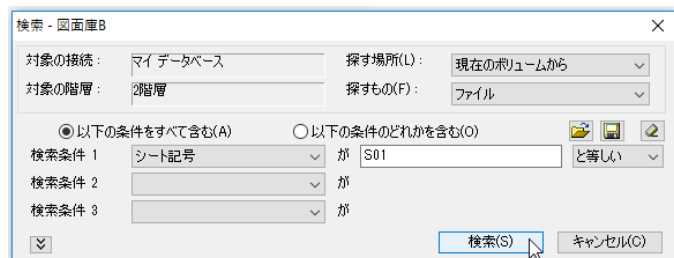 検索 - 図面庫B
対象の接続： マイ データベース 探す場所(L)： 現在のボリュームから
対象の階層： 2階層 探すもの(F)： ファイル
以下の条件をすべて含む(A) 以下の条件のどれかを含む(O)
検索条件 1 シート記号 が S01 と等しい
検索条件 2 が
検索条件 3 が
検索(S) キャンセル(C)